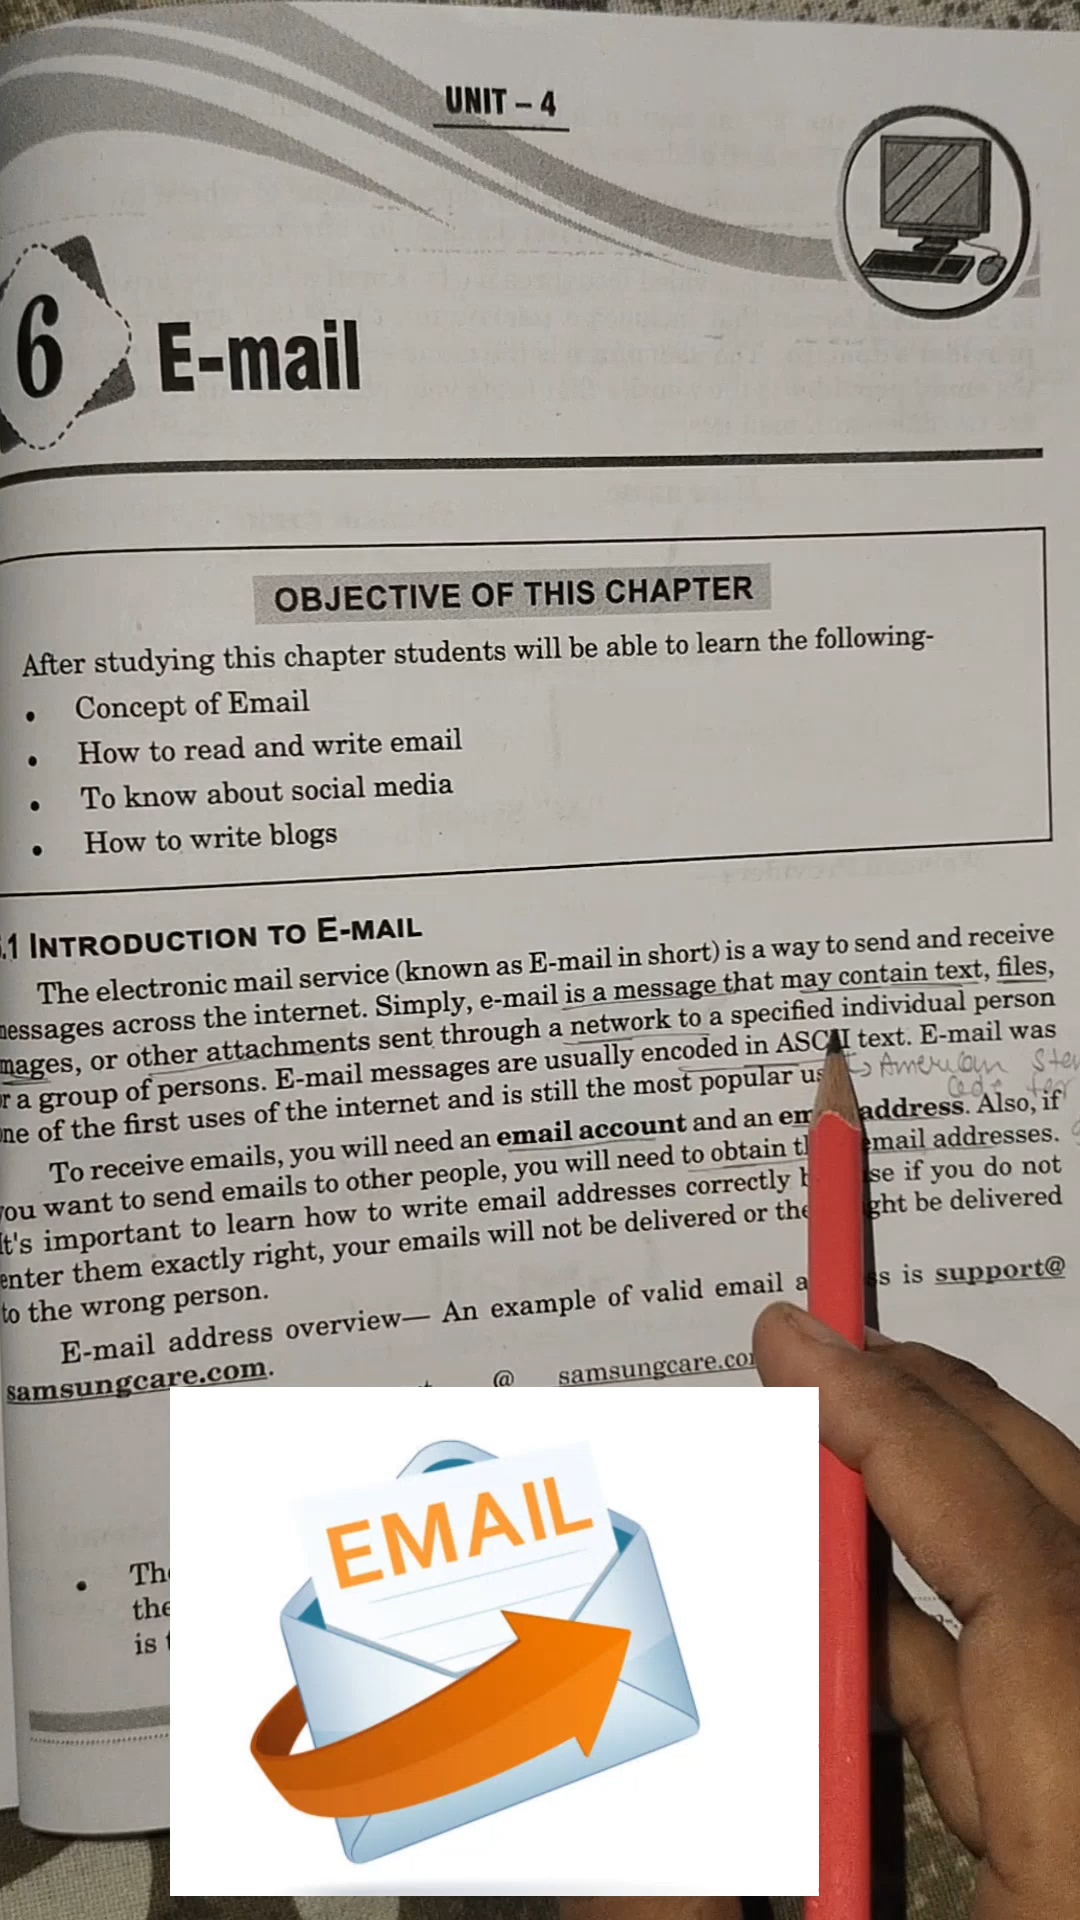 UNIT – 4
6 E-mail
OBJECTIVE OF THIS CHAPTER
After studying this chapter students will be able to learn the following-
• Concept of Email
• How to read and write email
• To know about social media
• How to write blogs
.1 INTRODUCTION TO E-MAIL
The electronic mail service (known as E-mail in short) is a way to send and receive
messages across the internet. Simply, e-mail is a message that may contain text, files,
mages, or other attachments sent through a network to a specified individual person
r a group of persons. E-mail messages are usually encoded in ASCII text. E-mail was
American
ne of the first uses of the internet and is still the most popular
To receive emails, you will need an email account and an address. Also, if
ou want to send emails to other people, you will need to obtain email addresses.
t's important to learn how to write email addresses correctly if you do not
enter them exactly right, your emails will not be delivered or be delivered
to the wrong person.
E-mail address overview— An example of valid email is support@
samsungcare.com.
@ samsungcare.com
•
the
is
EMAIL